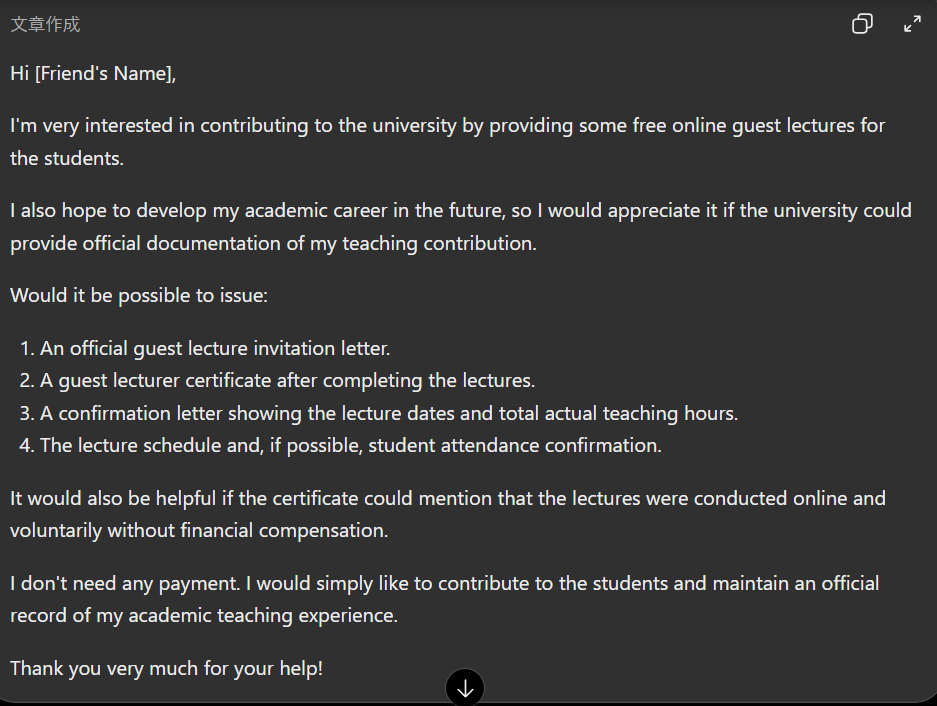 文章作成
Hi [Friend's Name],
I'm very interested in contributing to the university by providing some free online guest lectures for
the students.
I also hope to develop my academic career in the future, so I would appreciate it if the university could
provide official documentation of my teaching contribution.
Would it be possible to issue:
1. An official guest lecture invitation letter.
2. A guest lecturer certificate after completing the lectures.
3. A confirmation letter showing the lecture dates and total actual teaching hours.
4. The lecture schedule and, if possible, student attendance confirmation.
It would also be helpful if the certificate could mention that the lectures were conducted online and
voluntarily without financial compensation.
I don't need any payment. I would simply like to contribute to the students and maintain an official
record of my academic teaching experience.
Thank you very much for your help!